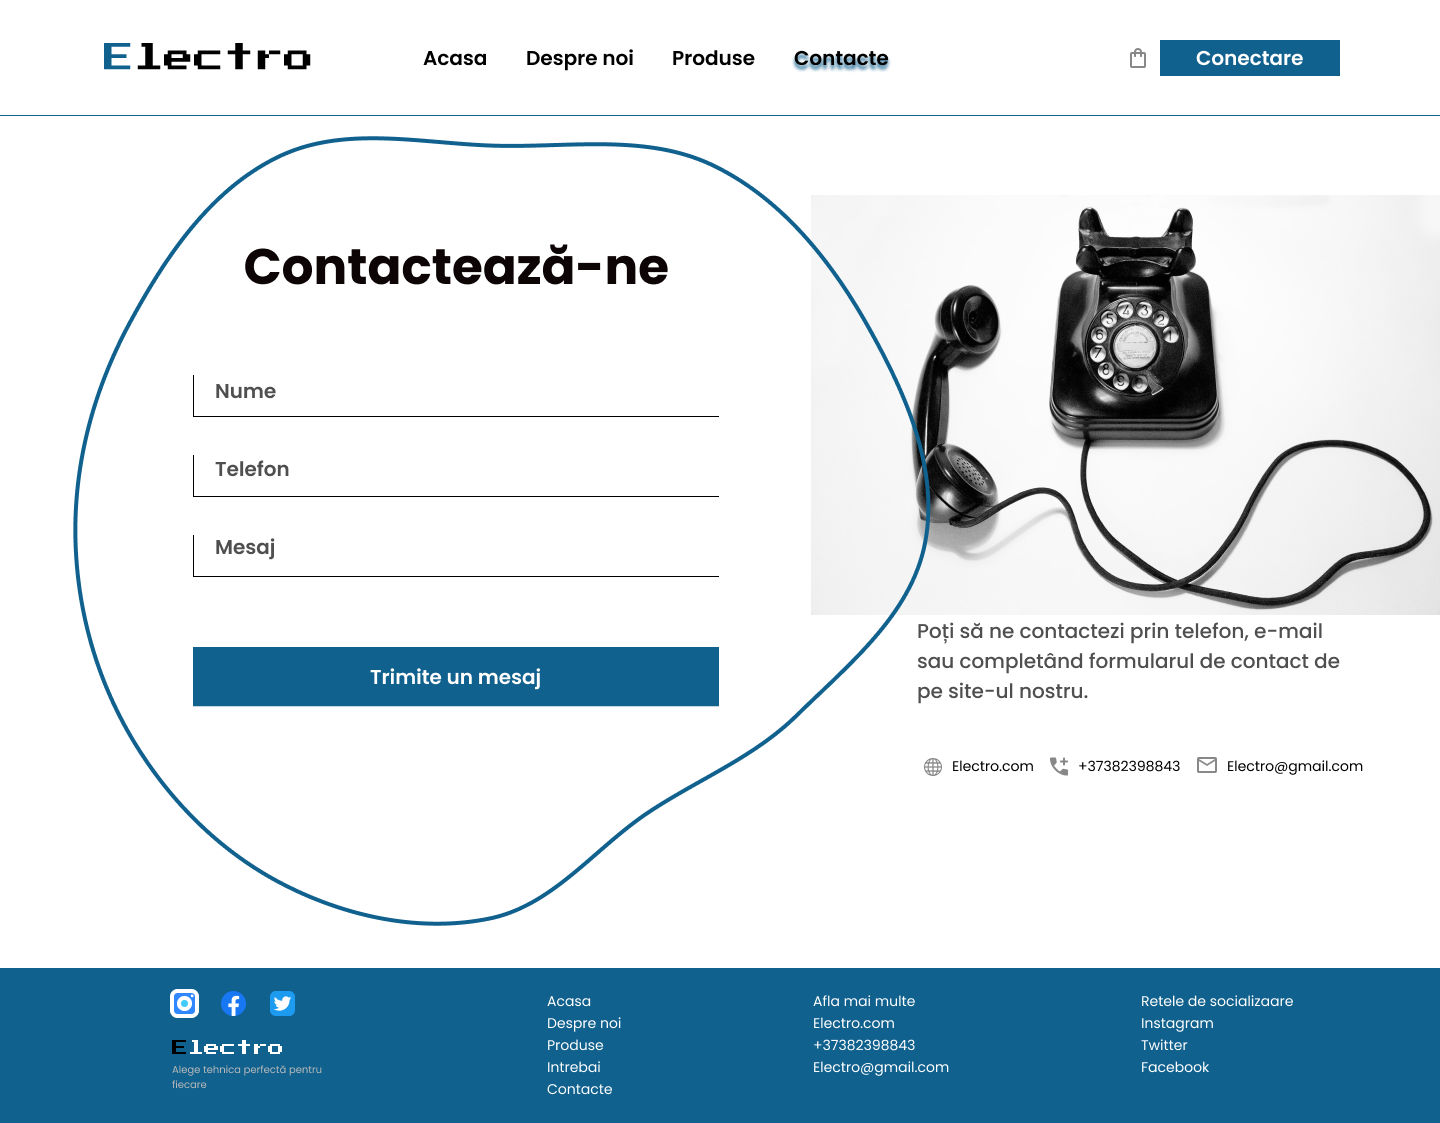 Electro
Acasa
Despre noi
Produse
Contacte
Conectare
Contactează-ne
Nume
Telefon
Mesaj
Trimite un mesaj
Poți să ne contactezi prin telefon, e-mail
sau completând formularul de contact de
pe site-ul nostru.
Electro.com
+37382398843
Electro@gmail.com
Electro
Alege tehnica perfectă pentru
fiecare
Acasa
Despre noi
Produse
Intrebai
Contacte
Afla mai multe
Electro.com
+37382398843
Electro@gmail.com
Retele de socializaare
Instagram
Twitter
Facebook